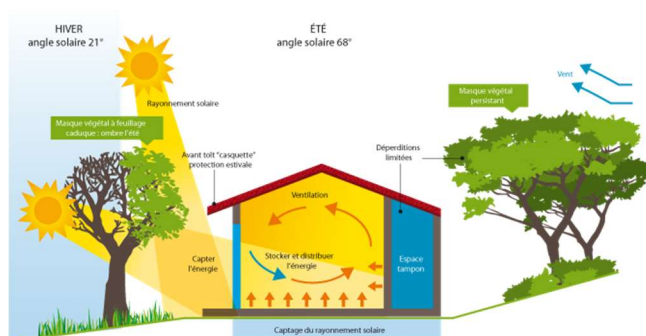 HIVER
angle solaire 21°
ÉTÉ
angle solaire 68°
Rayonnement solaire
Masque végétal à feuillage
caduque : ombre l'été
Avant toît "casquette"
protection estivale
Déperditions
limitées
Masque végétal
persistant
Vent
Ventilation
Capter
l'énergie
Stocker et distribuer
l'énergie
Espace
tampon
Captage du rayonnement solaire